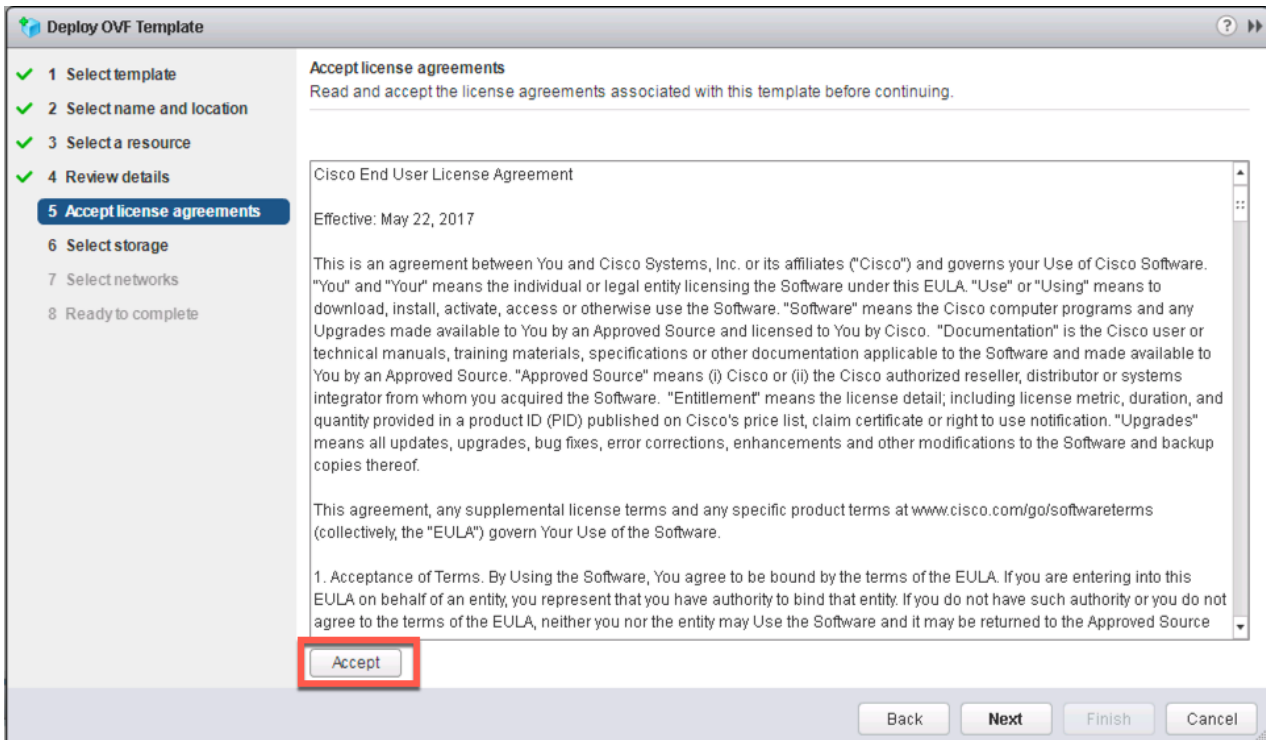 Deploy OVF Template
1 Select template
2 Select name and location
3 Select a resource
4 Review details
5 Accept license agreements
6 Select storage
7 Select networks
8 Ready to complete
Accept license agreements
Read and accept the license agreements associated with this template before continuing.
Cisco End User License Agreement
Effective: May 22, 2017
This is an agreement between You and Cisco Systems, Inc. or its affiliates ("Cisco") and governs your Use of Cisco Software.
"You" and "Your" means the individual or legal entity licensing the Software under this EULA. "Use" or "Using" means to
download, install, activate, access or otherwise use the Software. "Software" means the Cisco computer programs and any
Upgrades made available to You by an Approved Source and licensed to You by Cisco. "Documentation" is the Cisco user or
technical manuals, training materials, specifications or other documentation applicable to the Software and made available to
You by an Approved Source. "Approved Source" means (i) Cisco or (ii) the Cisco authorized reseller, distributor or systems
integrator from whom you acquired the Software. "Entitlement" means the license detail; including license metric, duration, and
quantity provided in a product ID (PID) published on Cisco's price list, claim certificate or right to use notification. "Upgrades"
means all updates, upgrades, bug fixes, error corrections, enhancements and other modifications to the Software and backup
copies thereof.
This agreement, any supplemental license terms and any specific product terms at www.cisco.com/go/softwareterms
(collectively, the "EULA") govern Your Use of the Software.
1. Acceptance of Terms. By Using the Software, You agree to be bound by the terms of the EULA. If you are entering into this
EULA on behalf of an entity, you represent that you have authority to bind that entity. If you do not have such authority or you do not
agree to the terms of the EULA, neither you nor the entity may Use the Software and it may be returned to the Approved Source
Accept
Back
Next
Finish
Cancel